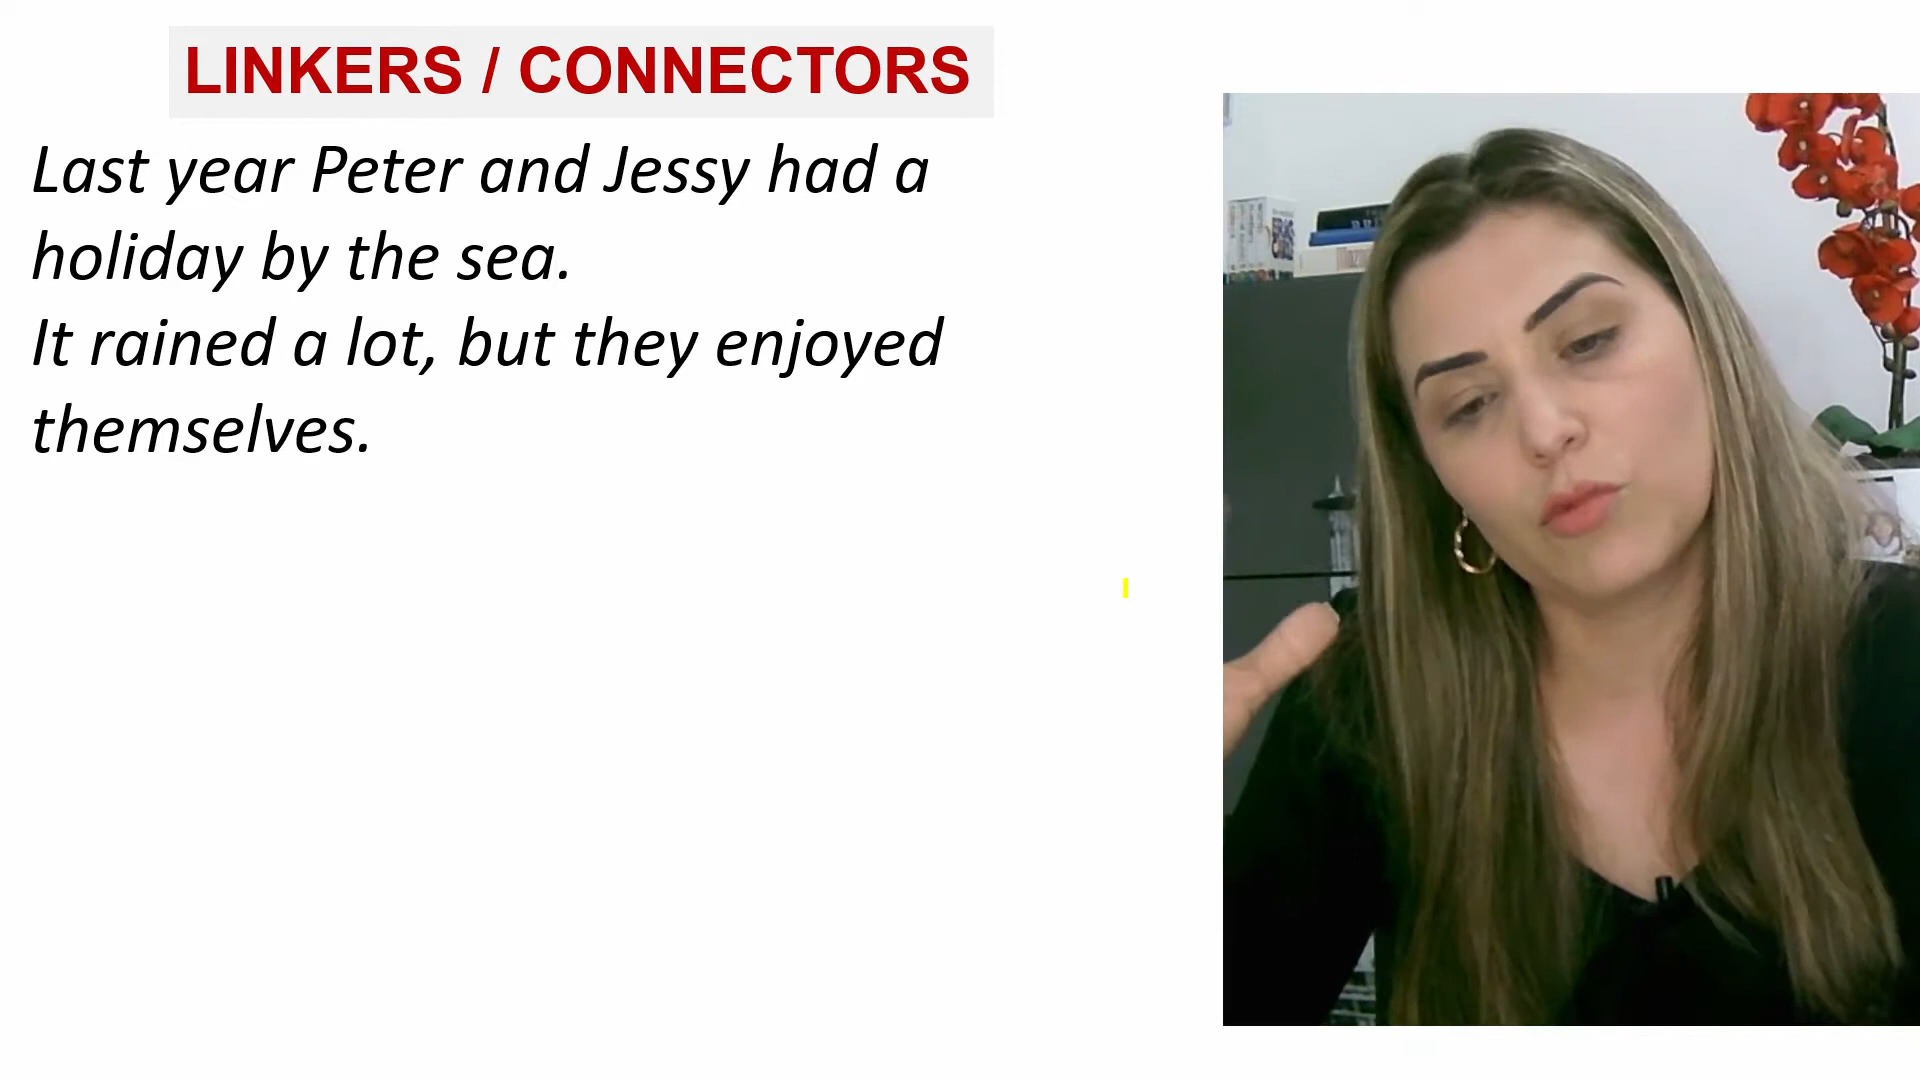 LINKERS / CONNECTORS
Last year Peter and Jessy had a
holiday by the sea.
It rained a lot, but they enjoyed
themselves.